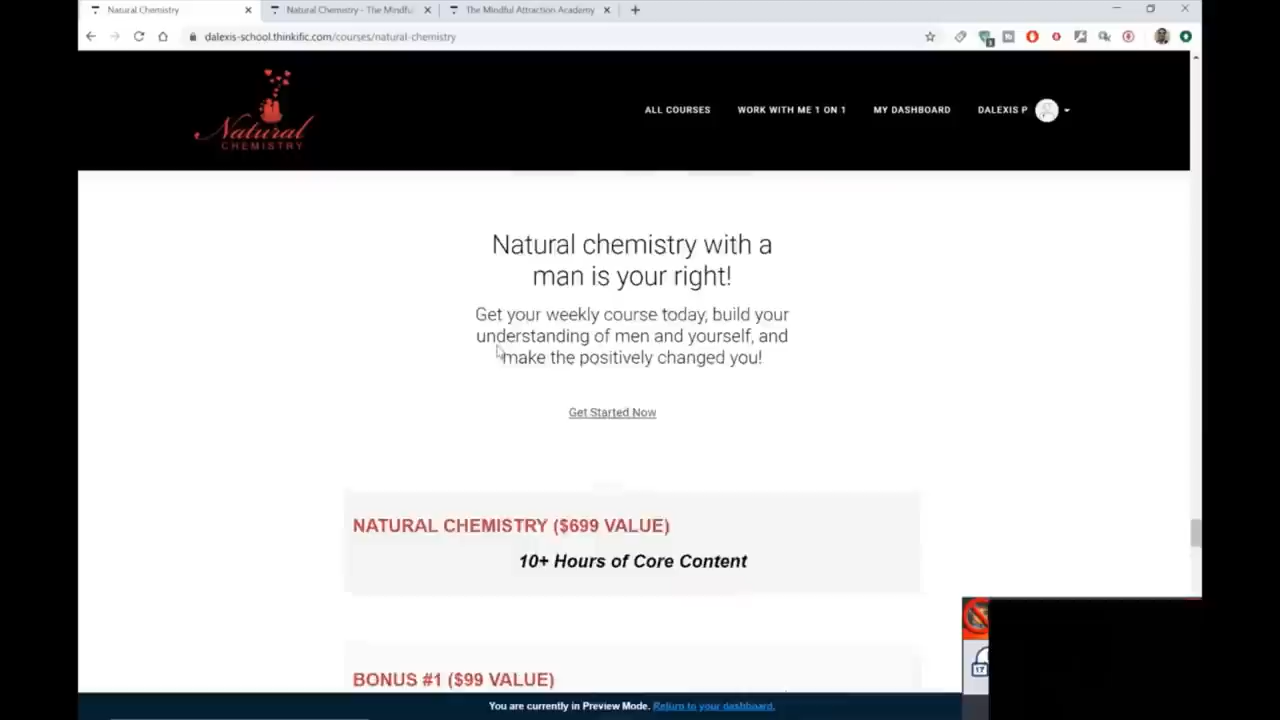 Natural Chemistry
Natural Chemistry - The Mindfu
The Mindful Attraction Academy
dalexis-school.thinkific.com/courses/natural-chemistry
Natural
CHEMISTRY
ALL COURSES
WORK WITH ME 1 ON 1
MY DASHBOARD
DALEXIS P
Natural chemistry with a
man is your right!
Get your weekly course today, build your
understanding of men and yourself, and
make the positively changed you!
Get Started Now
NATURAL CHEMISTRY ($699 VALUE)
10+ Hours of Core Content
BONUS #1 ($99 VALUE)
You are currently in Preview Mode. Return to your dashboard.
17